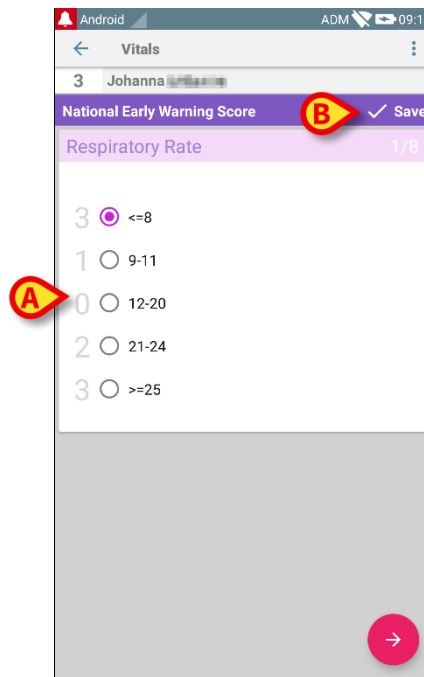 Android ADM 09:1
Vitals
3 Johanna
National Early Warning Score B Save
Respiratory Rate 1/8
3 <=8
1 9-11
A 0 12-20
2 21-24
3 >=25